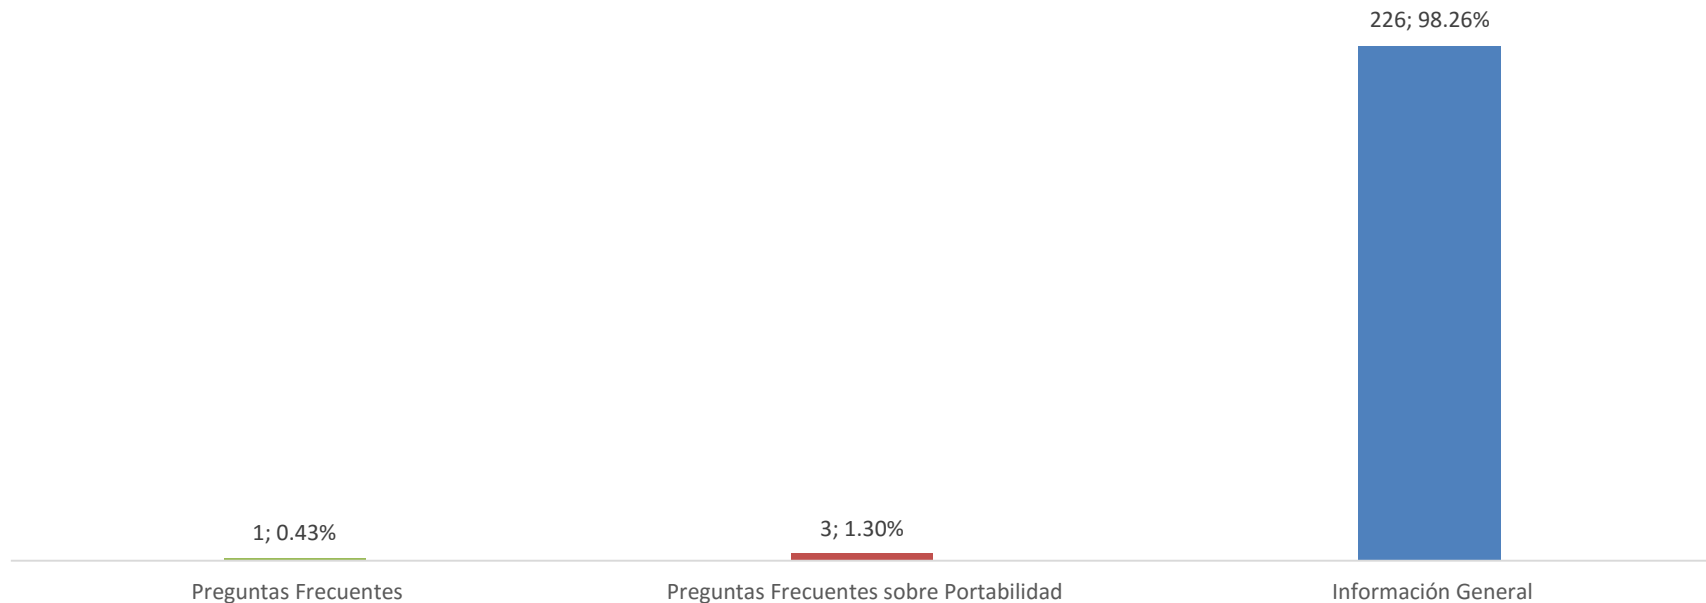 226; 98.26%
1; 0.43%
3; 1.30%
Preguntas Frecuentes
Preguntas Frecuentes sobre Portabilidad
Información General